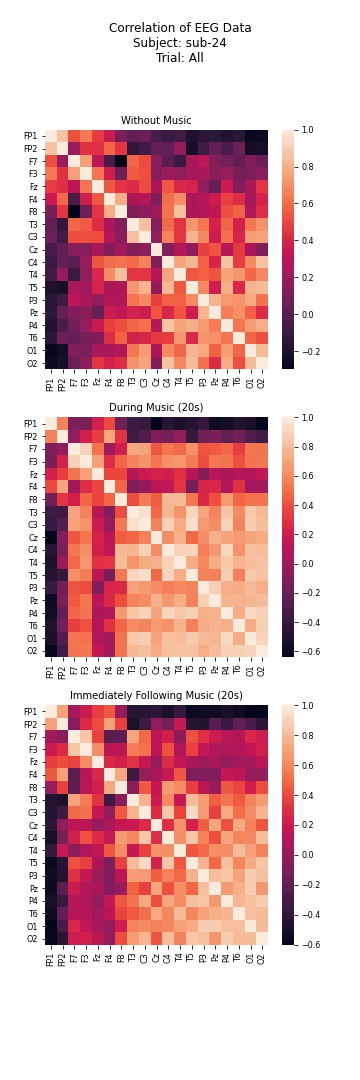 Correlation of EEG Data
Subject: sub-24
Trial: All
Without Music
FP1
FP2
F7
F3
Fz
F4
F8
T3
C3
Cz
C4
T4
T5
P3
Pz
P4
T6
O1
O2
FP1 FP2 F7 F3 Fz F4 F8 T3 C3 Cz C4 T4 T5 P3 Pz P4 T6 O1 O2
1.0
0.8
0.6
0.4
0.2
0.0
−0.2
During Music (20s)
FP1
FP2
F7
F3
Fz
F4
F8
T3
C3
Cz
C4
T4
T5
P3
Pz
P4
T6
O1
O2
FP1 FP2 F7 F3 Fz F4 F8 T3 C3 Cz C4 T4 T5 P3 Pz P4 T6 O1 O2
1.0
0.8
0.6
0.4
0.2
0.0
−0.2
−0.4
−0.6
Immediately Following Music (20s)
FP1
FP2
F7
F3
Fz
F4
F8
T3
C3
Cz
C4
T4
T5
P3
Pz
P4
T6
O1
O2
FP1 FP2 F7 F3 Fz F4 F8 T3 C3 Cz C4 T4 T5 P3 Pz P4 T6 O1 O2
1.0
0.8
0.6
0.4
0.2
0.0
−0.2
−0.4
−0.6